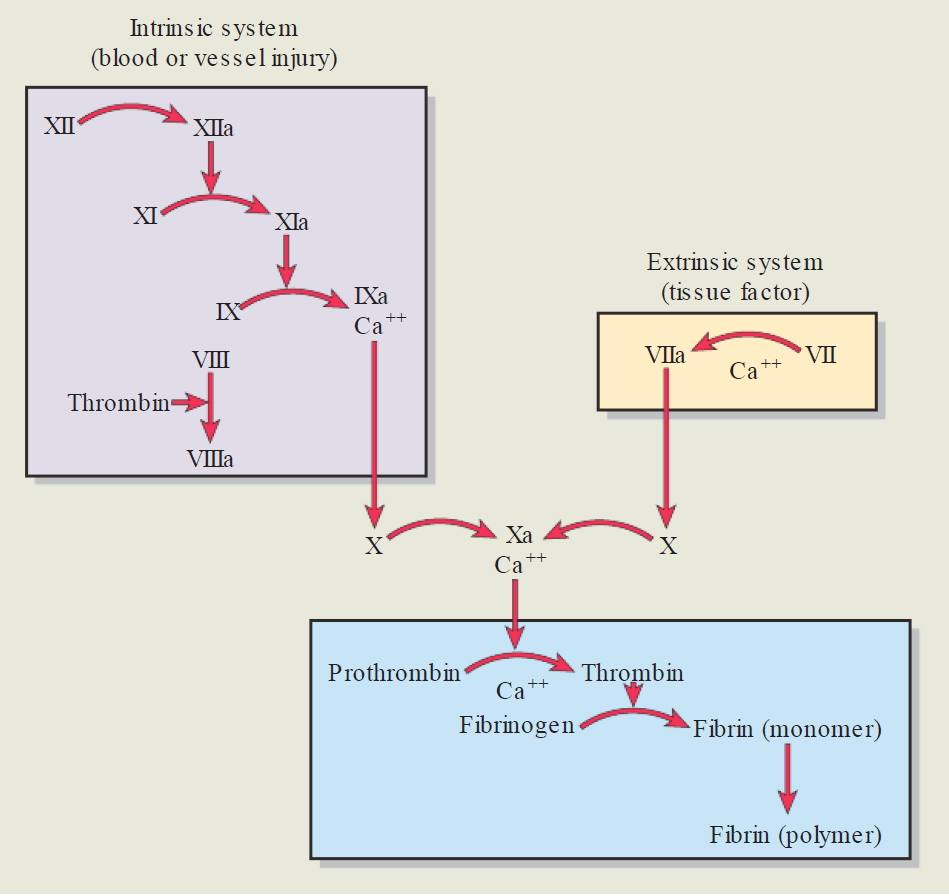 Intrinsic system
(blood or vessel injury)
XII
XIIa
XI
XIa
IX
IXa
Ca++
VIII
Thrombin
VIIIa
Extrinsic system
(tissue factor)
VIIa
VII
Ca++
X
Xa
X
Ca++
Prothrombin
Thrombin
Ca++
Fibrinogen
Fibrin (monomer)
Fibrin (polymer)